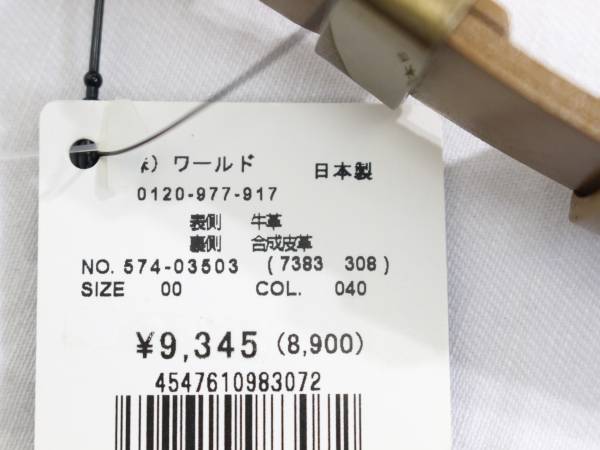 ワールド 日本製
0120-977-917
表側 牛革
裏側 合成皮革
NO. 574-03503 (7383 308)
SIZE 00 COL. 040
¥9,345 (8,900)
4547610983072